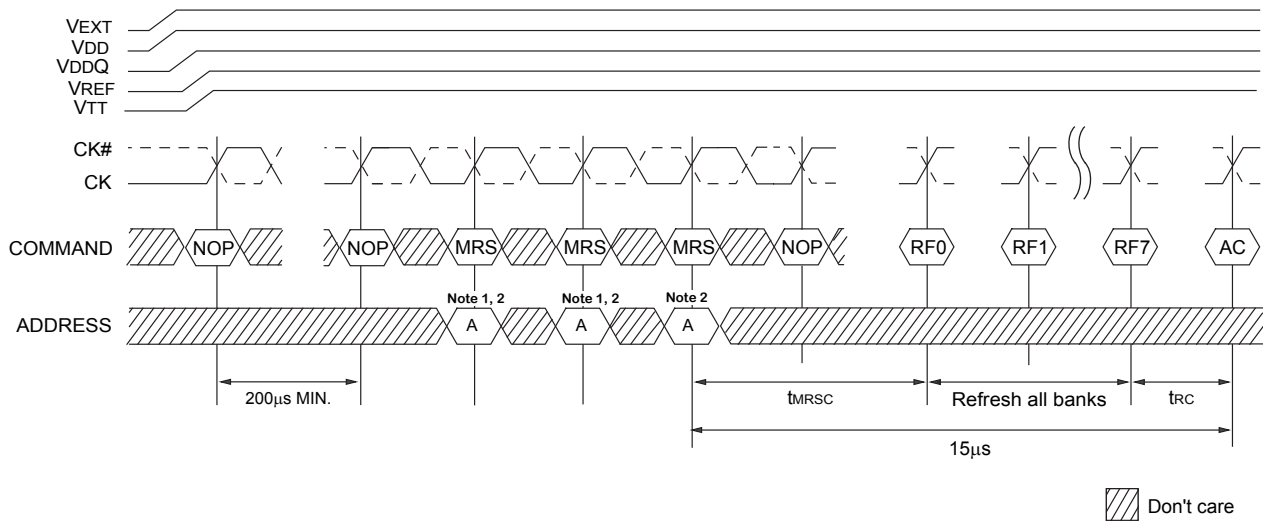 VEXT
VDD
VDDQ
VREF
VTT
CK#
CK
COMMAND NOP NOP MRS MRS MRS NOP RF0 RF1 RF7 AC
Note 1, 2 Note 1, 2 Note 2
ADDRESS A A A
200μs MIN. tMRSC Refresh all banks tRC
15μs
Don't care